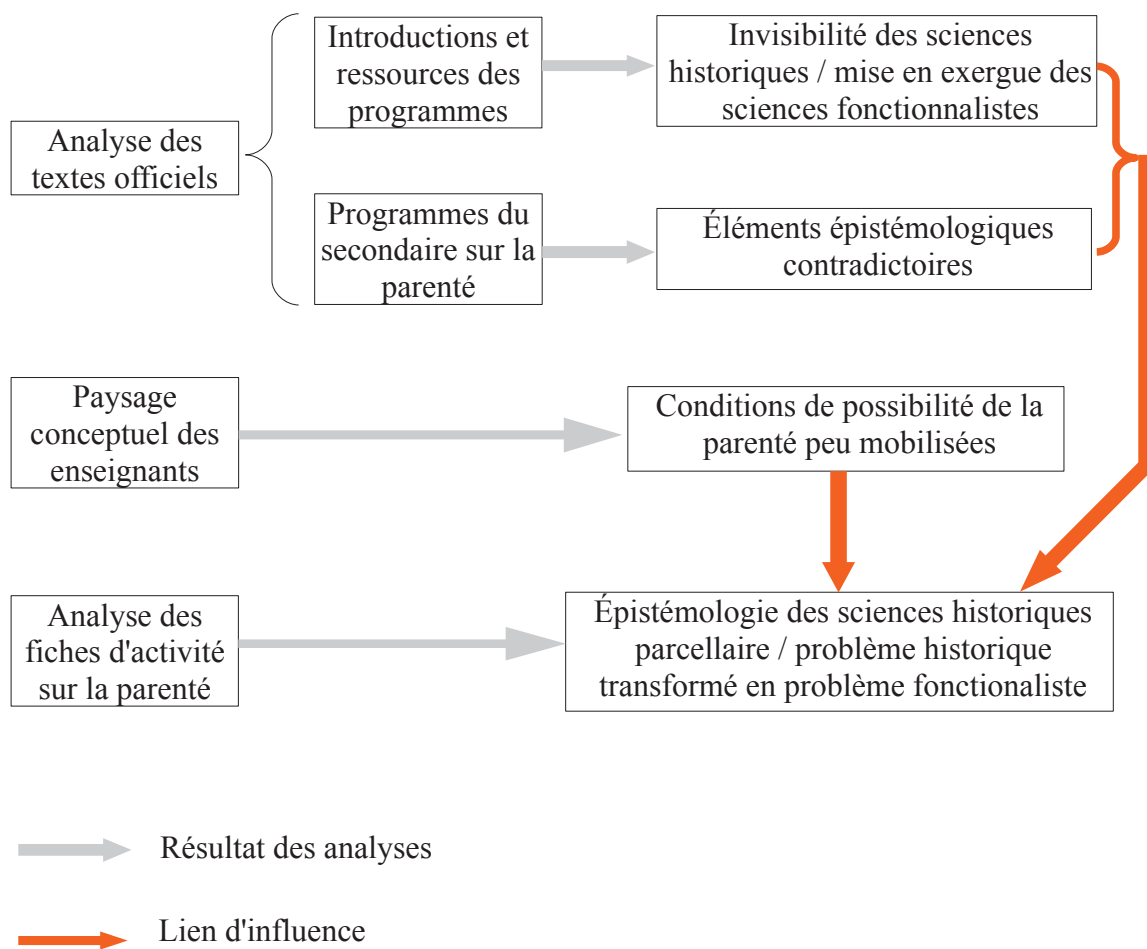 Introductions et
ressources des
programmes
Invisibilité des sciences
historiques / mise en exergue des
sciences fonctionnalistes
Analyse des
textes officiels
Programmes du
secondaire sur la
parenté
Éléments épistémologiques
contradictoires
Paysage
conceptuel des
enseignants
Conditions de possibilité de la
parenté peu mobilisées
Analyse des
fiches d'activité
sur la parenté
Épistémologie des sciences historiques
parcellaire / problème historique
transformé en problème fonctionaliste
Résultat des analyses
Lien d'influence